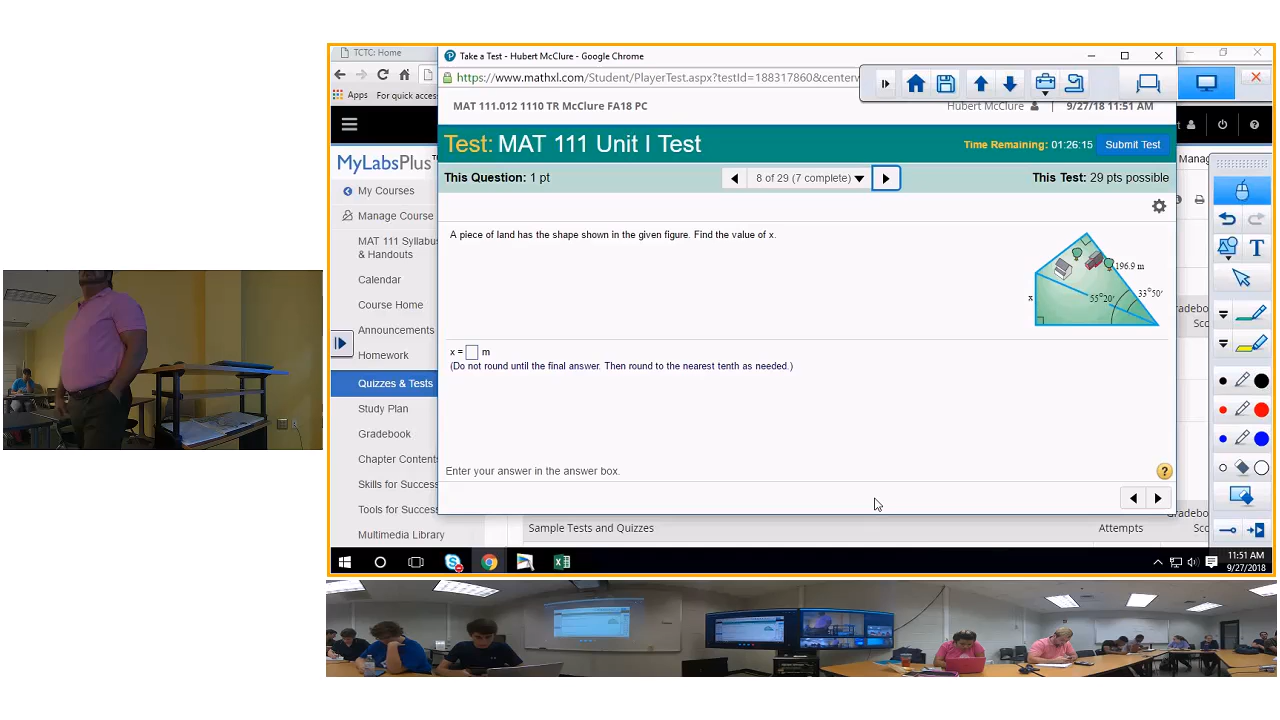 TCTC: Home
Take a Test - Hubert McClure - Google Chrome
https://www.mathxl.com/Student/PlayerTest.aspx?testId=188317860&centerw
Apps For quick acces
MAT 111.012 1110 TR McClure FA18 PC
Hubert McClure
9/27/18 11:51 AM
Test: MAT 111 Unit I Test
Time Remaining: 01:26:15
Submit Test
This Question: 1 pt
8 of 29 (7 complete)
This Test: 29 pts possible
MyLabsPlus
My Courses
Manage Course
MAT 111 Syllabu
& Handouts
Calendar
Course Home
Announcements
Homework
Quizzes & Tests
Study Plan
Gradebook
Chapter Content
Skills for Success
Tools for Success
Multimedia Library
A piece of land has the shape shown in the given figure. Find the value of x.
196.9 m
33°50'
55°20'
x
x = m
(Do not round until the final answer. Then round to the nearest tenth as needed.)
Enter your answer in the answer box.
?
Sample Tests and Quizzes
Attempts
Gradebo
Sco
Manag
T
11:51 AM
9/27/2018